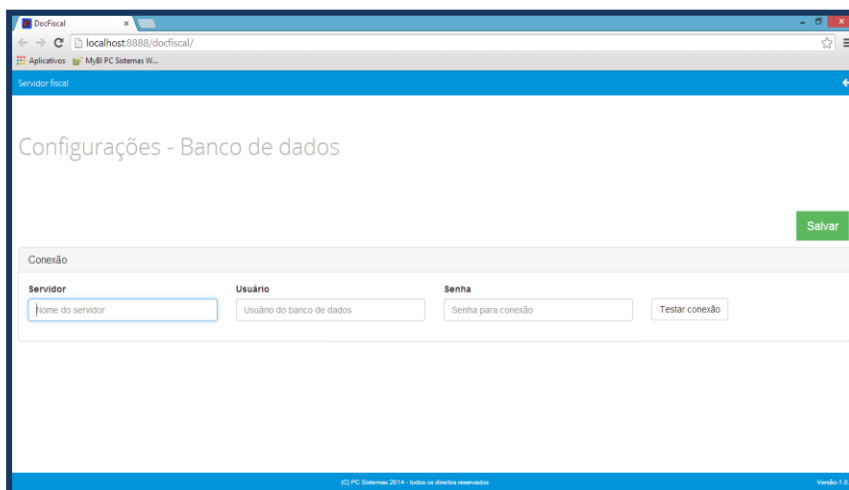 DocFiscal
localhost:8888/docfiscal/
Aplicativos MyBI PC Sistemas W...
Servidor fiscal
Configurações - Banco de dados
Salvar
Conexão
Servidor Usuário Senha
Nome do servidor Usuário do banco de dados Senha para conexão Testar conexão
(C) PC Sistemas 2014 - todos os direitos reservados Versão-1.0